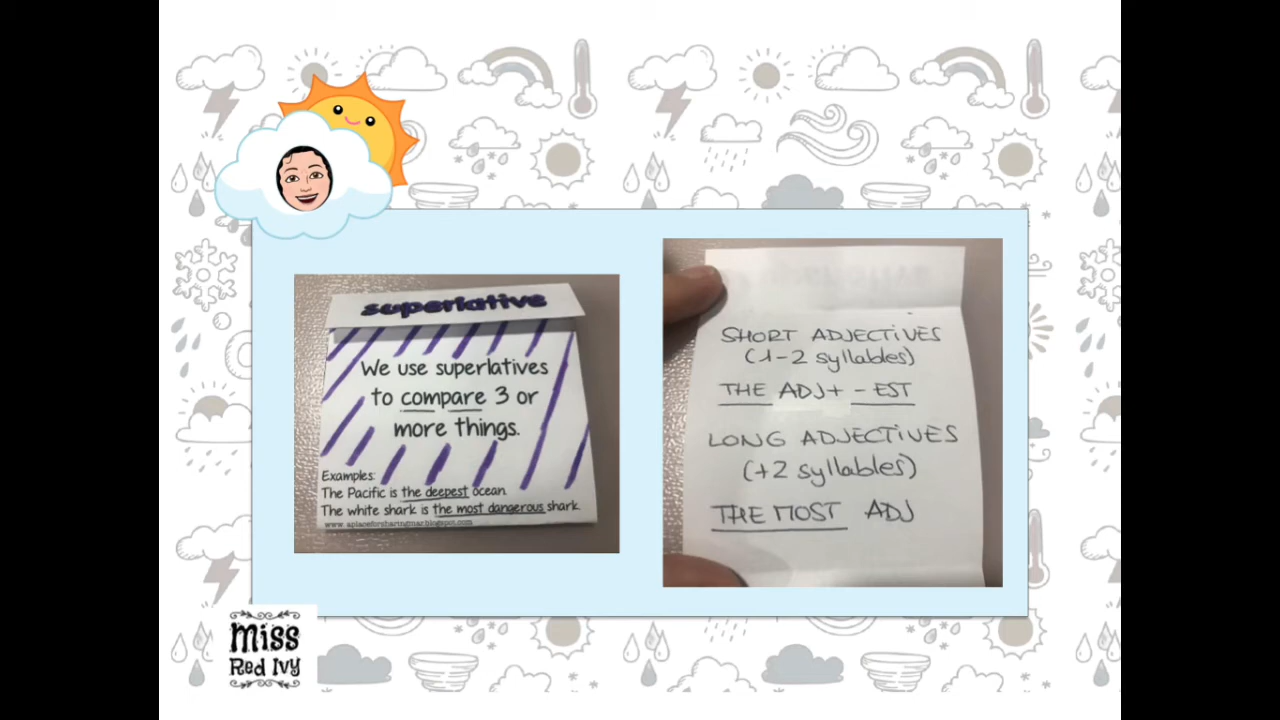 superlative
We use superlatives
to compare 3 or
more things.
Examples:
The Pacific is the deepest ocean.
The white shark is the most dangerous shark.
www.aplaceforsharingmar.blogspot.com
SHORT ADJECTIVES
(1-2 syllables)
THE ADJ+ -EST
LONG ADJECTIVES
(+2 syllables)
THE MOST ADJ
Miss
Red Ivy